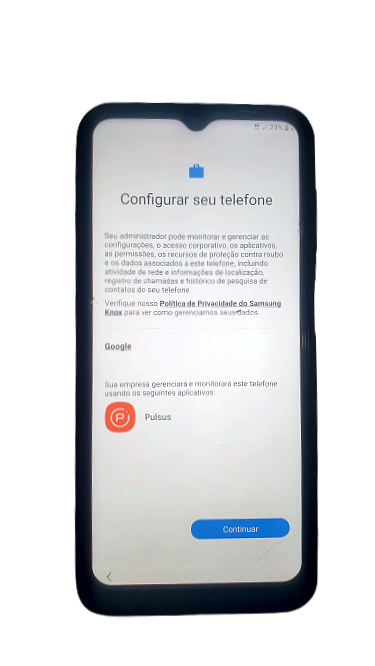 23%
Configurar seu telefone
Seu administrador pode monitorar e gerenciar as
configurações, o acesso corporativo, os aplicativos,
as permissões, os recursos de proteção contra roubo
e os dados associados a este telefone, incluindo
atividade de rede e informações de localização,
registro de chamadas e histórico de pesquisa de
contatos do seu telefone.
Verifique nosso Política de Privacidade do Samsung
Knox para ver como gerenciamos seus dados.
Google
Sua empresa gerenciará e monitorará este telefone
usando os seguintes aplicativos:
P
Pulsus
Continuar